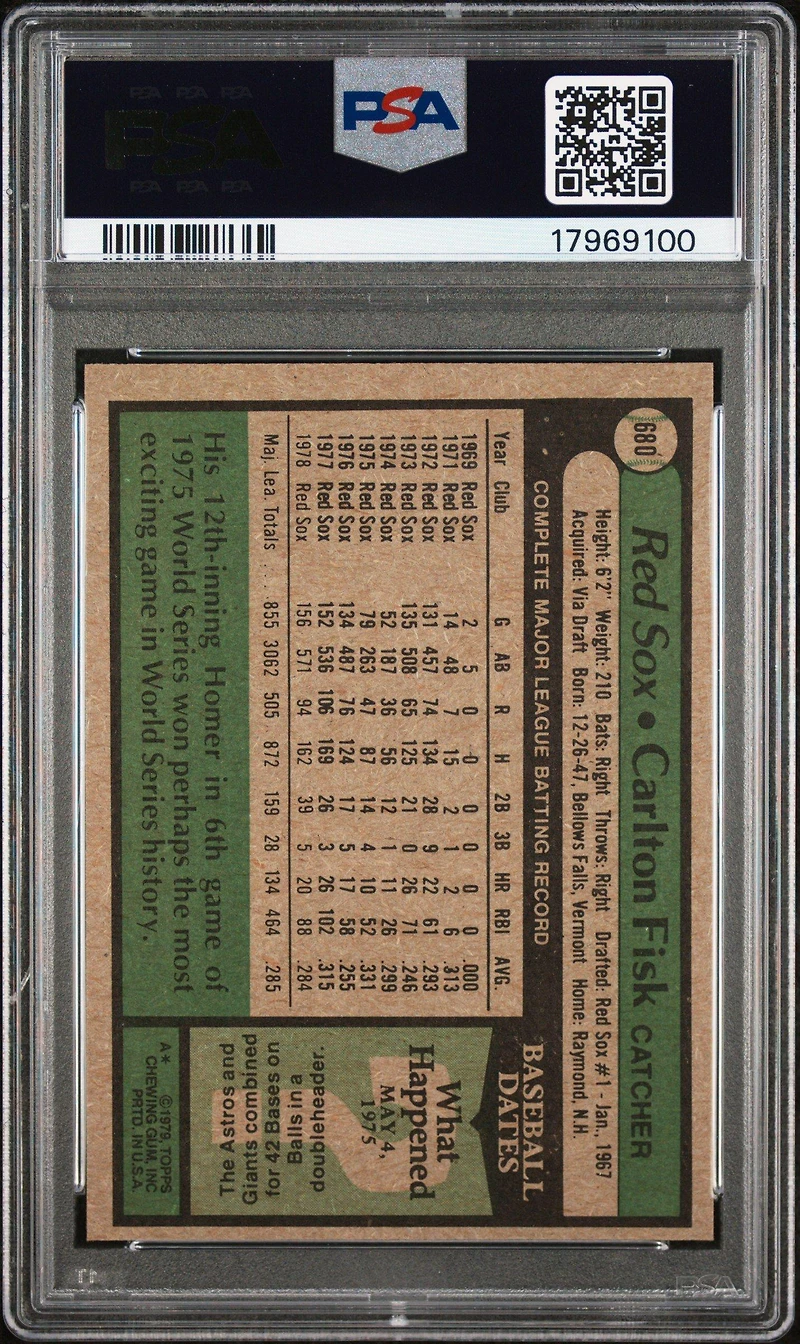 PSA PSA PSA
PSA
PSA PSA PSA
PSA
17969100
680
Red Sox • Carlton Fisk CATCHER
Height: 6'2" Weight: 210 Bats: Right Throws: Right Drafted: Red Sox #1 - Jan., 1967
Acquired: Via Draft Born: 12-26-47, Bellows Falls, Vermont Home: Raymond, N.H.
COMPLETE MAJOR LEAGUE BATTING RECORD
Year Club G AB R H 2B 3B HR RBI AVG.
1969 Red Sox 2 5 0 0 0 0 0 0 .000
1971 Red Sox 14 48 7 15 2 1 2 6 .313
1972 Red Sox 131 457 74 134 28 9 22 61 .293
1973 Red Sox 135 508 65 125 21 0 26 71 .246
1974 Red Sox 52 187 36 56 12 1 11 26 .299
1975 Red Sox 79 263 47 87 14 4 10 52 .331
1976 Red Sox 134 487 76 124 17 5 17 58 .255
1977 Red Sox 152 536 106 169 26 3 26 102 .315
1978 Red Sox 156 571 94 162 39 5 20 88 .284
Maj. Lea. Totals . . . 855 3062 505 872 159 28 134 464 .285
His 12th-inning Homer in 6th game of
1975 World Series won perhaps the most
exciting game in World Series history.
BASEBALL
DATES
What
Happened
MAY 4,
1975
The Astros and
Giants combined
for 42 Bases on
Balls in a
doubleheader.
A* ©1979, TOPPS
CHEWING GUM, INC
PRTD. IN U.S.A.
PSA